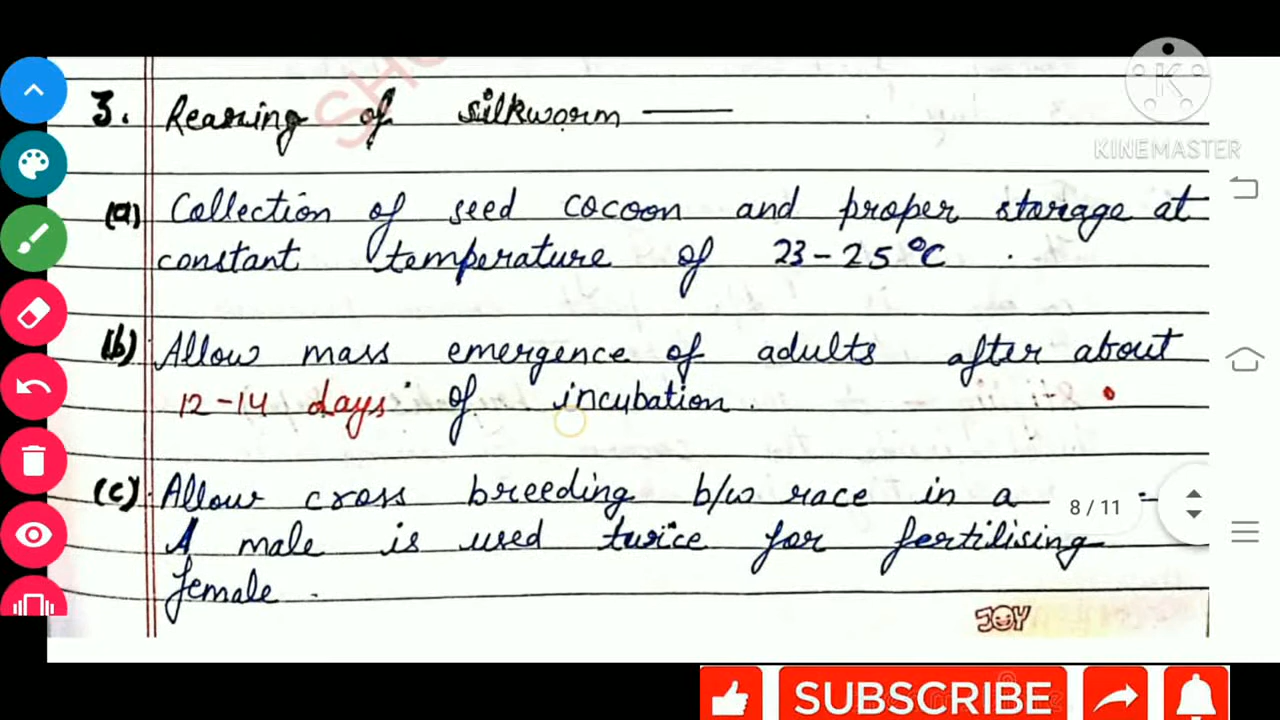 KINEMASTER
3. Rearing of silkworm
(a) Collection of seed cocoon and proper storage at
constant temperature of 23-25°C .
(b) Allow mass emergence of adults after about
12-14 days of incubation.
(c) Allow cross breeding b/w race in a
8 / 11
A male is used twice for fertilising
female.
JOY
SUBSCRIBE